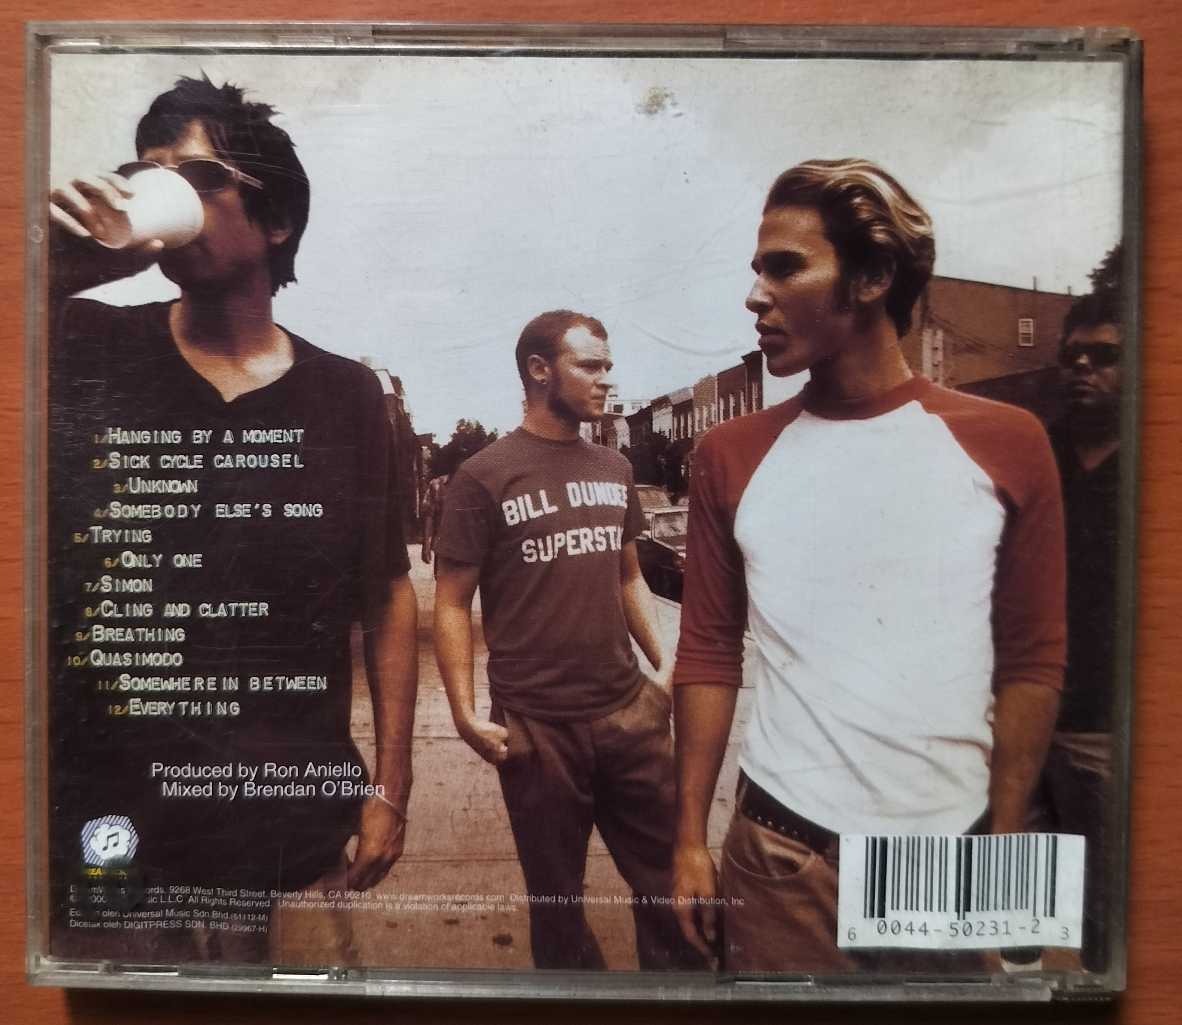 BILL DUNDEE
SUPERST
1/HANGING BY A MOMENT
2/SICK CYCLE CAROUSEL
3/UNKNOWN
4/SOMEBODY ELSE'S SONG
5/TRYING
6/ONLY ONE
7/SIMON
8/CLING AND CLATTER
9/BREATHING
10/QUASIMODO
11/SOMEWHERE IN BETWEEN
12/EVERYTHING
Produced by Ron Aniello
Mixed by Brendan O'Brien
Records, 9268 West Third Street, Beverly Hills, CA 90210 www.dreamworksrecords.com Distributed by Universal Music & Video Distribution, Inc
L.L.C. All Rights Reserved. Unauthorized duplication is a violation of applicable laws.
oleh Universal Music Sdn.Bhd.(61112-M)
Dicetak oleh DIGITPRESS SDN. BHD (29967-H)
6 0044-50231-2 3